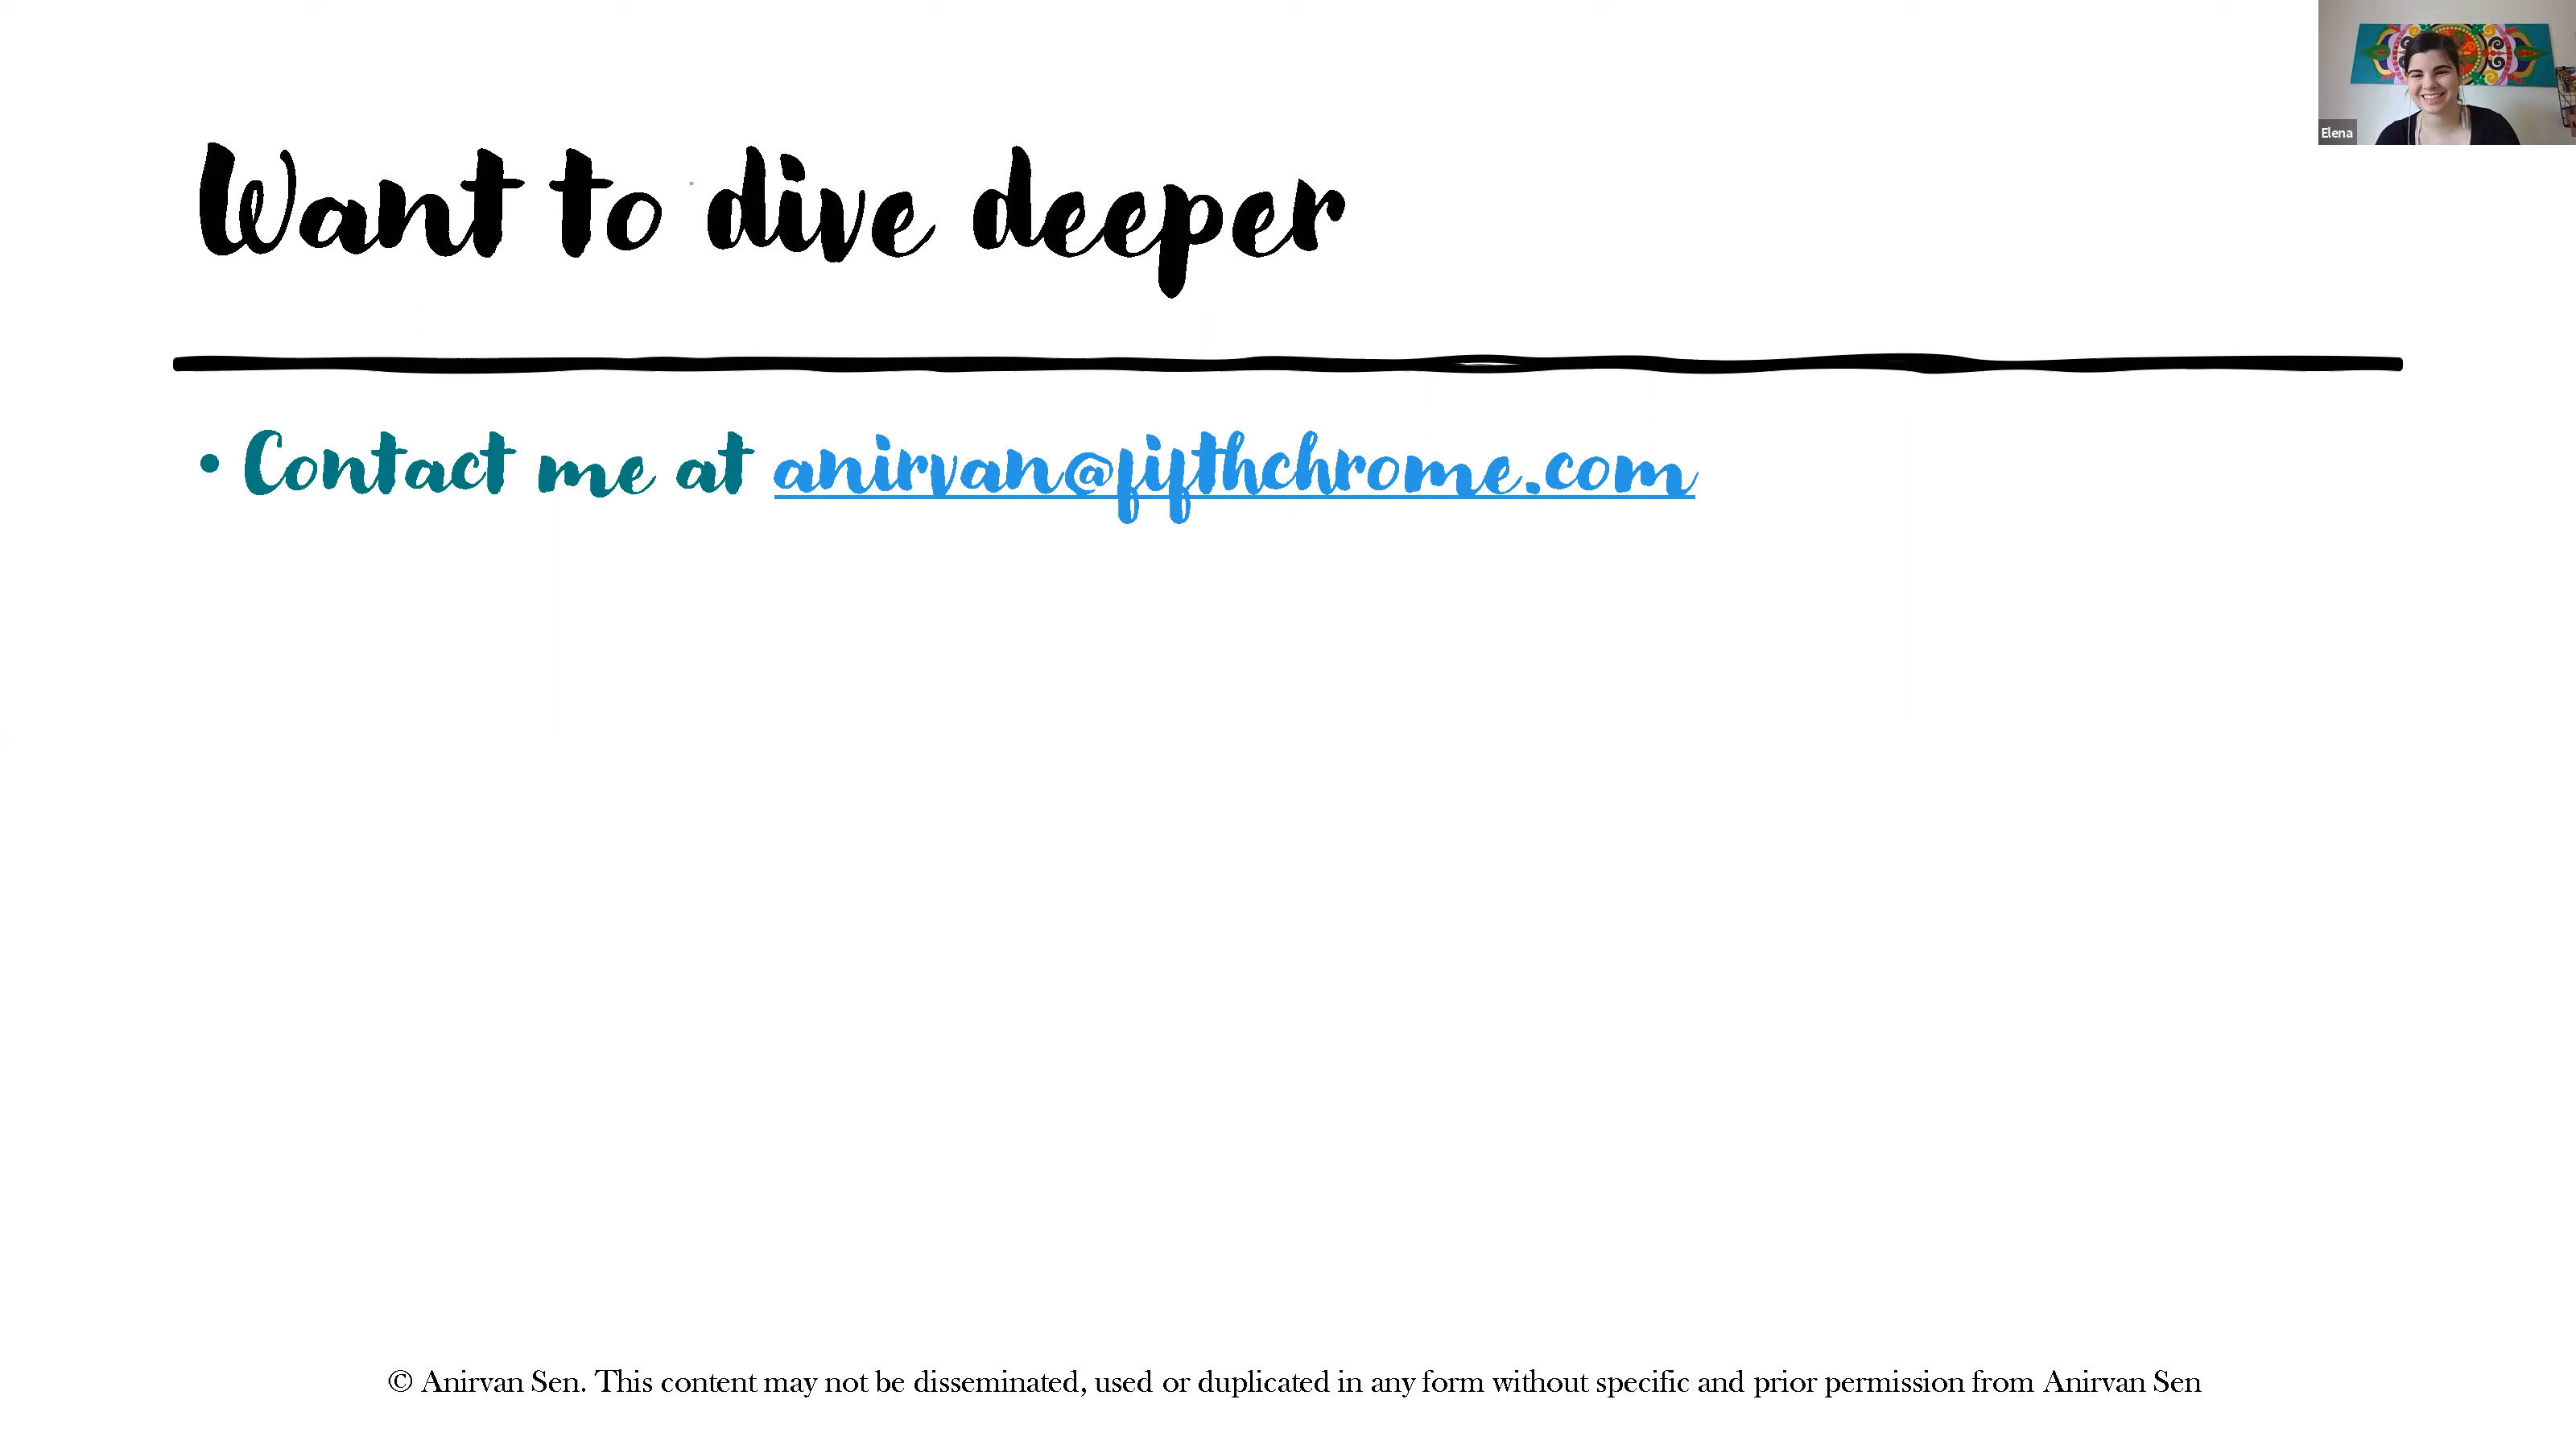 Elena
Want to dive deeper
• Contact me at anirvan@fifthchrome.com
© Anirvan Sen. This content may not be disseminated, used or duplicated in any form without specific and prior permission from Anirvan Sen